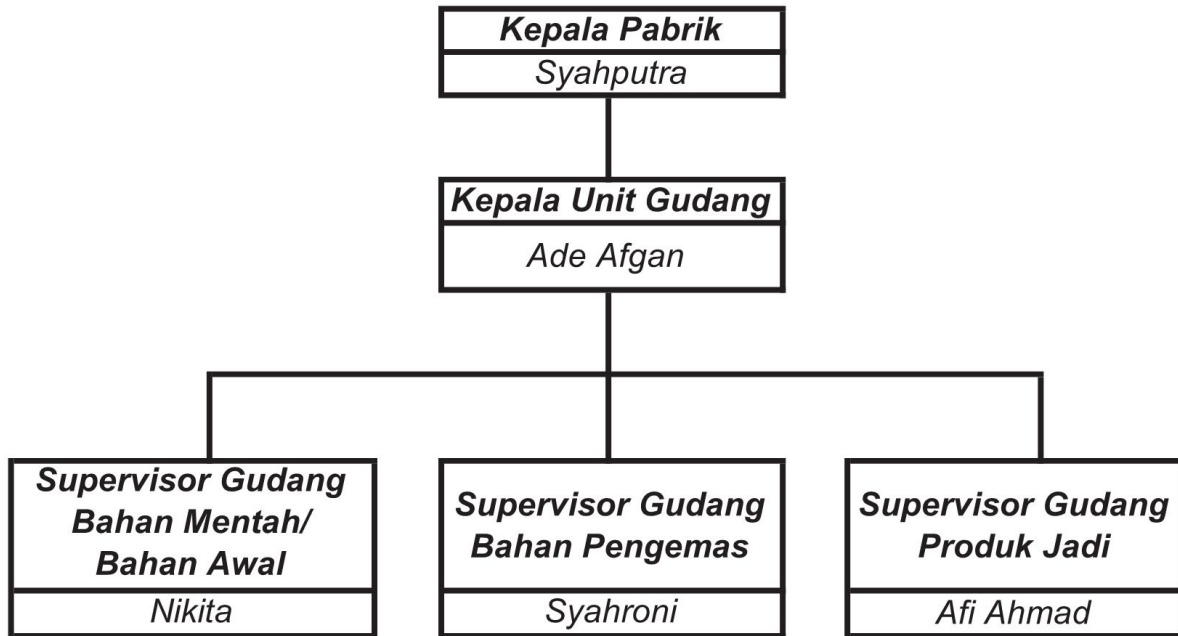 Kepala Pabrik
Syahputra
Kepala Unit Gudang
Ade Afgan
Supervisor Gudang
Bahan Mentah/
Bahan Awal
Nikita
Supervisor Gudang
Bahan Pengemas
Syahroni
Supervisor Gudang
Produk Jadi
Afi Ahmad